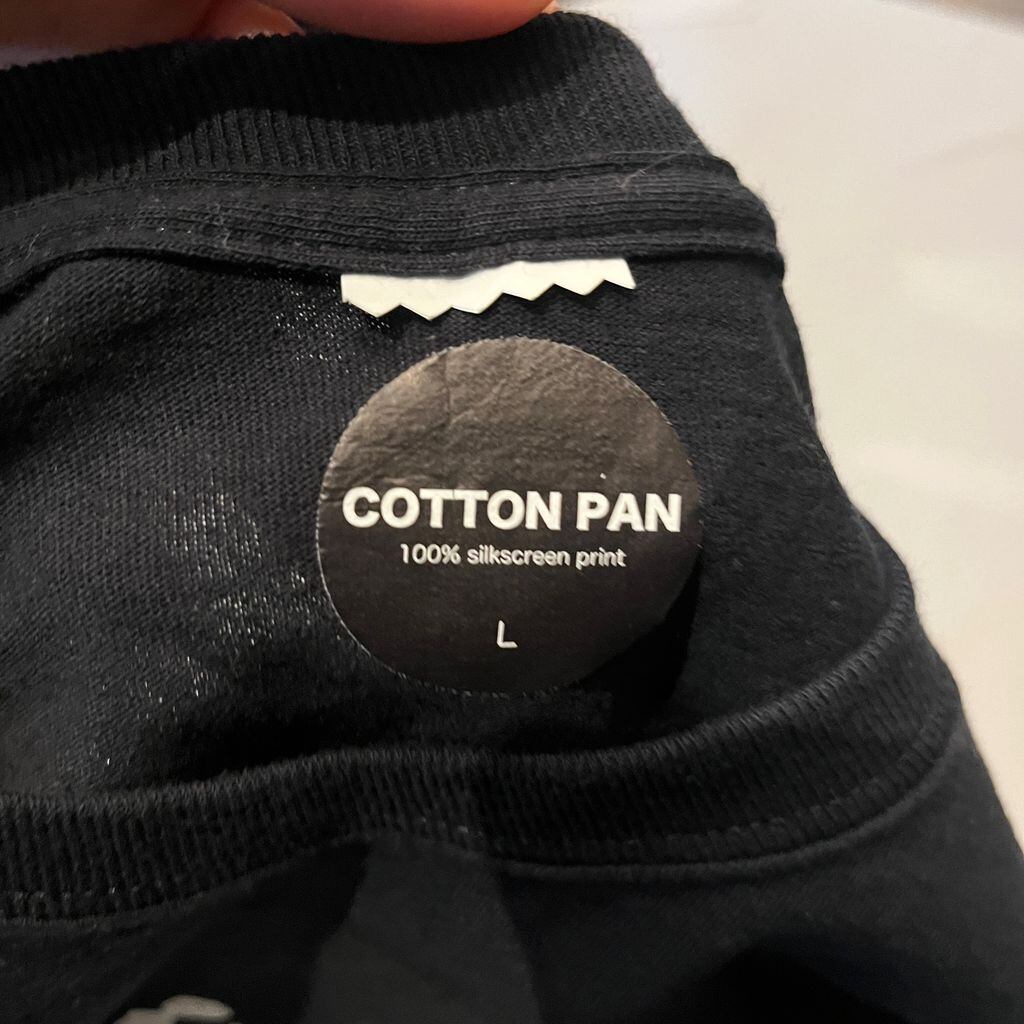 COTTON PAN
100% silkscreen print
L